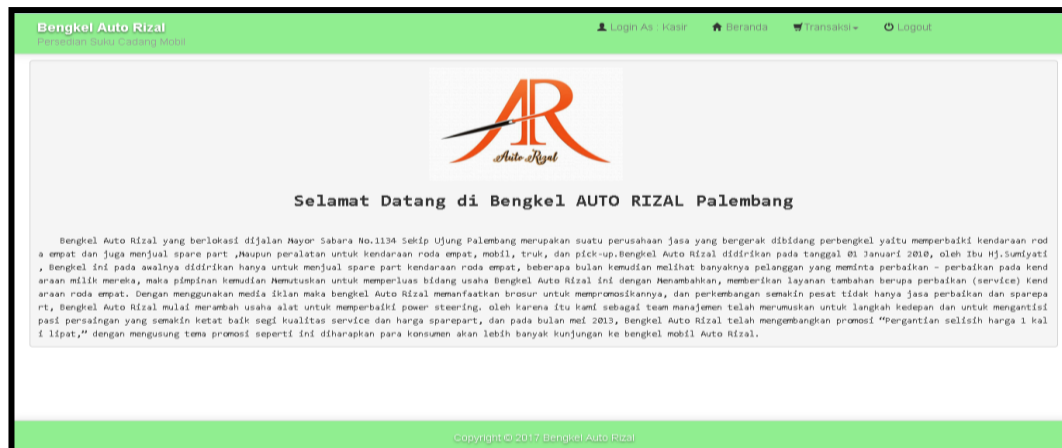 Bengkel Auto Rizal
Persedian Suku Cadang Mobil
Login As : Kasir Beranda Transaksi Logout
AR
Auto Rizal
Selamat Datang di Bengkel AUTO RIZAL Palembang
Bengkel Auto Rizal yang berlokasi dijalan Mayor Sabara No.1134 Sekip Ujung Palembang merupakan suatu perusahaan jasa yang bergerak dibidang perbengkel yaitu memperbaiki kendaraan rod
a empat dan juga menjual spare part ,Maupun peralatan untuk kendaraan roda empat, mobil, truk, dan pick-up.Bengkel Auto Rizal didirikan pada tanggal 01 Januari 2010, oleh Ibu Hj.Sumiyati
, Bengkel ini pada awalnya didirikan hanya untuk menjual spare part kendaraan roda empat, beberapa bulan kemudian melihat banyaknya pelanggan yang meminta perbaikan – perbaikan pada kend
araan milik mereka, maka pimpinan kemudian Memutuskan untuk memperluas bidang usaha Bengkel Auto Rizal ini dengan Menambahkan, memberikan layanan tambahan berupa perbaikan (service) Kend
araan roda empat. Dengan menggunakan media iklan maka bengkel Auto Rizal memanfaatkan brosur untuk mempromosikannya, dan perkembangan semakin pesat tidak hanya jasa perbaikan dan sparepa
rt, Bengkel Auto Rizal mulai merambah usaha alat untuk memperbaiki power steering. oleh karena itu kami sebagai team manajemen telah merumuskan untuk langkah kedepan dan untuk mengantisi
pasi persaingan yang semakin ketat baik segi kualitas service dan harga sparepart, dan pada bulan mei 2013, Bengkel Auto Rizal telah mengembangkan promosi “Pergantian selisih harga 1 kal
i lipat,” dengan mengusung tema promosi seperti ini diharapkan para konsumen akan lebih banyak kunjungan ke bengkel mobil Auto Rizal.
Copyright © 2017 Bengkel Auto Rizal